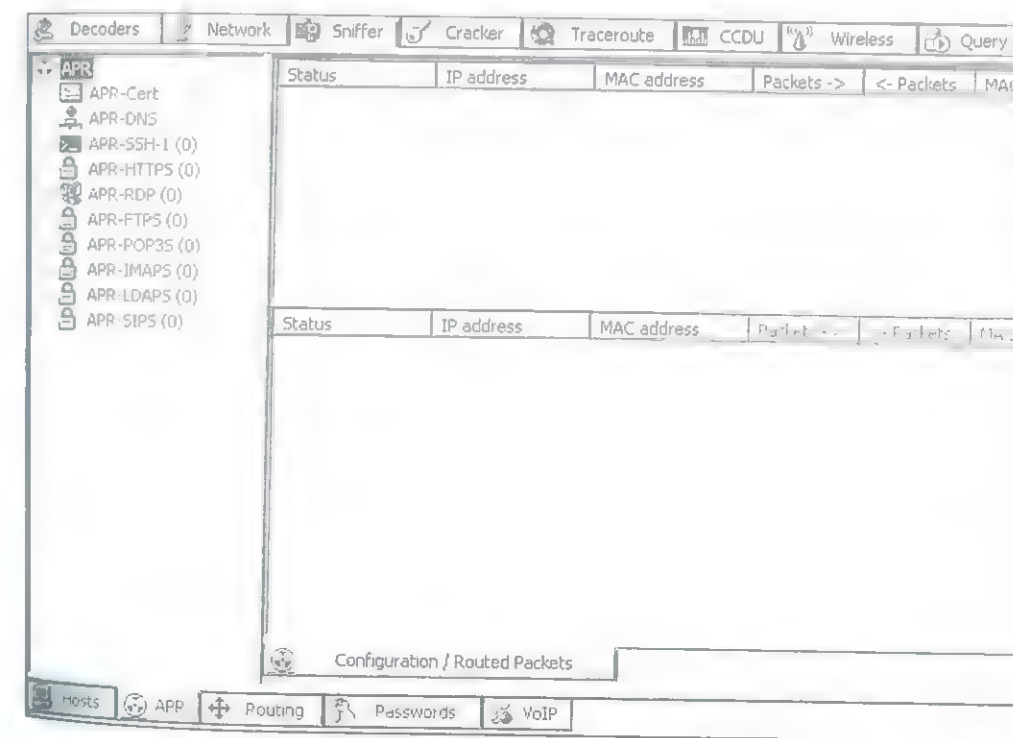 Decoders Network Sniffer Cracker Traceroute CCDU Wireless Query
APR
APR-Cert
APR-DNS
APR-SSH-1 (0)
APR-HTTPS (0)
APR-RDP (0)
APR-FTPS (0)
APR-POP3S (0)
APR-IMAPS (0)
APR-LDAPS (0)
APR-SIPS (0)
Status IP address MAC address Packets -> <- Packets MAC
Status IP address MAC address
Configuration / Routed Packets
Hosts APR Routing Passwords VoIP